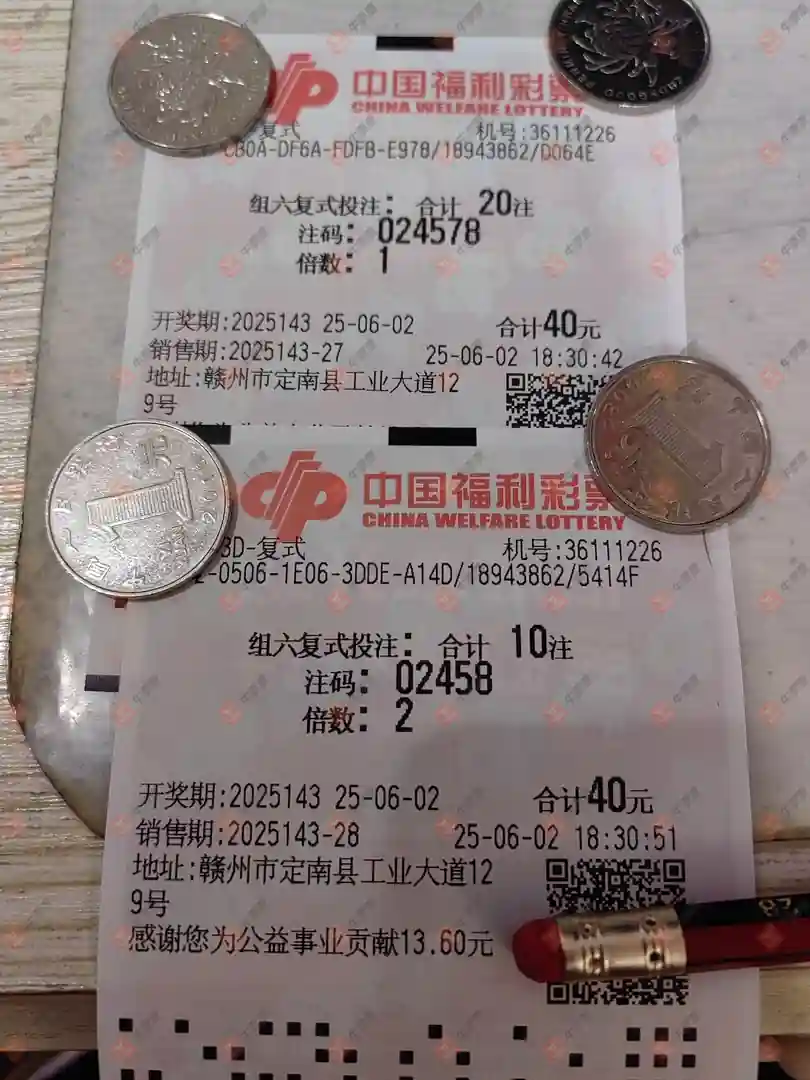 中国福利彩票
CHINA WELFARE LOTTERY
复式 机号:36111226
CB0A-DF6A-FDFB-E978/18943862/D064E
组六复式投注: 合计 20注
注码: 024578
倍数: 1
开奖期:2025143 25-06-02 合计40元
销售期:2025143-27 25-06-02 18:30:42
地址:赣州市定南县工业大道12
9号
中国福利彩票
CHINA WELFARE LOTTERY
3D-复式 机号:36111226
2-0506-1E06-3DDE-A14D/18943862/5414F
组六复式投注: 合计 10注
注码: 02458
倍数: 2
开奖期:2025143 25-06-02 合计40元
销售期:2025143-28 25-06-02 18:30:51
地址:赣州市定南县工业大道12
9号
感谢您为公益事业贡献13.60元